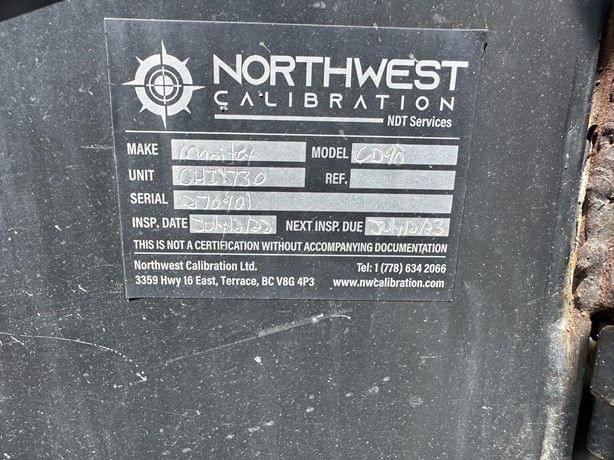 NORTHWEST
CALIBRATION
NDT Services
MAKE Manitex MODEL CD90
UNIT REF.
SERIAL 276901
INSP. DATE NEXT INSP. DUE
THIS IS NOT A CERTIFICATION WITHOUT ACCOMPANYING DOCUMENTATION
Northwest Calibration Ltd. Tel: 1 (778) 634 2066
3359 Hwy 16 East, Terrace, BC V8G 4P3 www.nwcalibration.com